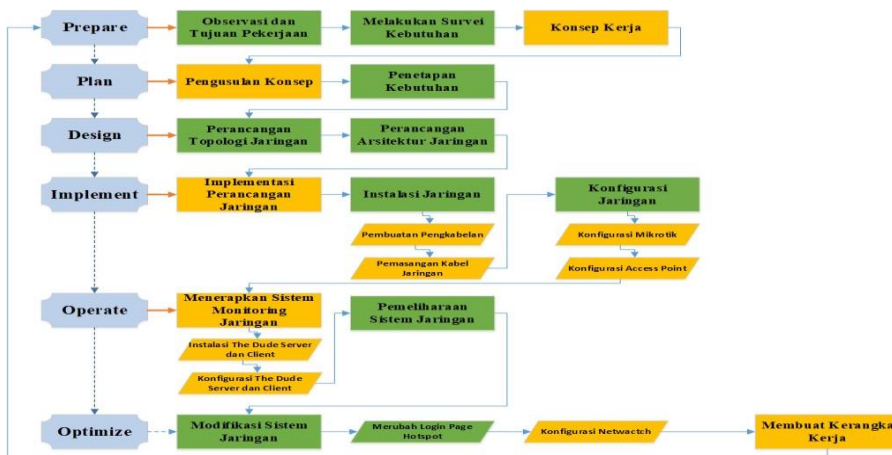 Prepare
Observasi dan
Tujuan Pekerjaan
Melakukan Survei
Kebutuhan
Konsep Kerja
Plan
Pengusulan Konsep
Penetapan
Kebutuhan
Design
Perancangan
Topologi Jaringan
Perancangan
Arsitektur Jaringan
Implement
Implementasi
Perancangan
Jaringan
Instalasi Jaringan
Konfigurasi
Jaringan
Pembuatan Pengkabelan
Pemasangan Kabel
Jaringan
Konfigurasi Mikrotik
Konfigurasi Access Point
Operate
Menerapkan Sistem
Monitoring
Jaringan
Pemeliharaan
Sistem Jaringan
Instalasi The Dude Server
dan Client
Konfigurasi The Dude
Server dan Client
Optimize
Modifikasi Sistem
Jaringan
Merubah Login Page
Hotspot
Konfigurasi Netwactch
Membuat Kerangka
Kerja